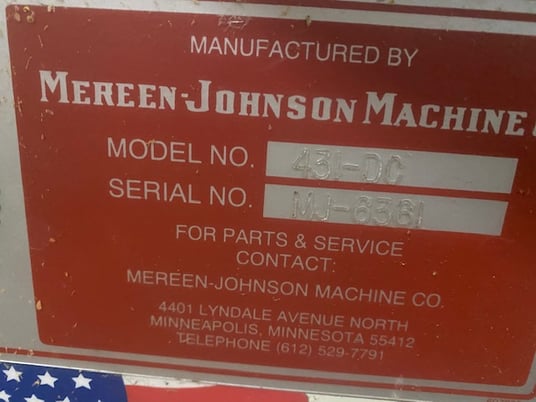 MANUFACTURED BY
MEREEN-JOHNSON MACHINE
MODEL NO. 431-DC
SERIAL NO. MJ-6361
FOR PARTS & SERVICE
CONTACT:
MEREEN-JOHNSON MACHINE CO.
4401 LYNDALE AVENUE NORTH
MINNEAPOLIS, MINNESOTA 55412
TELEPHONE (612) 529-7791